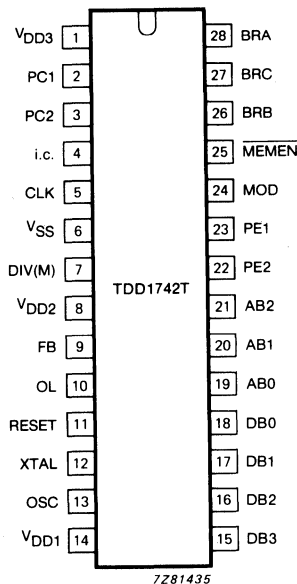 VDD3 1 28 BRA
PC1 2 27 BRC
PC2 3 26 BRB
i.c. 4 25 MEMEN
CLK 5 24 MOD
VSS 6 23 PE1
DIV(M) 7 22 PE2
TDD1742T
VDD2 8 21 AB2
FB 9 20 AB1
OL 10 19 AB0
RESET 11 18 DB0
XTAL 12 17 DB1
OSC 13 16 DB2
VDD1 14 15 DB3
7Z81435